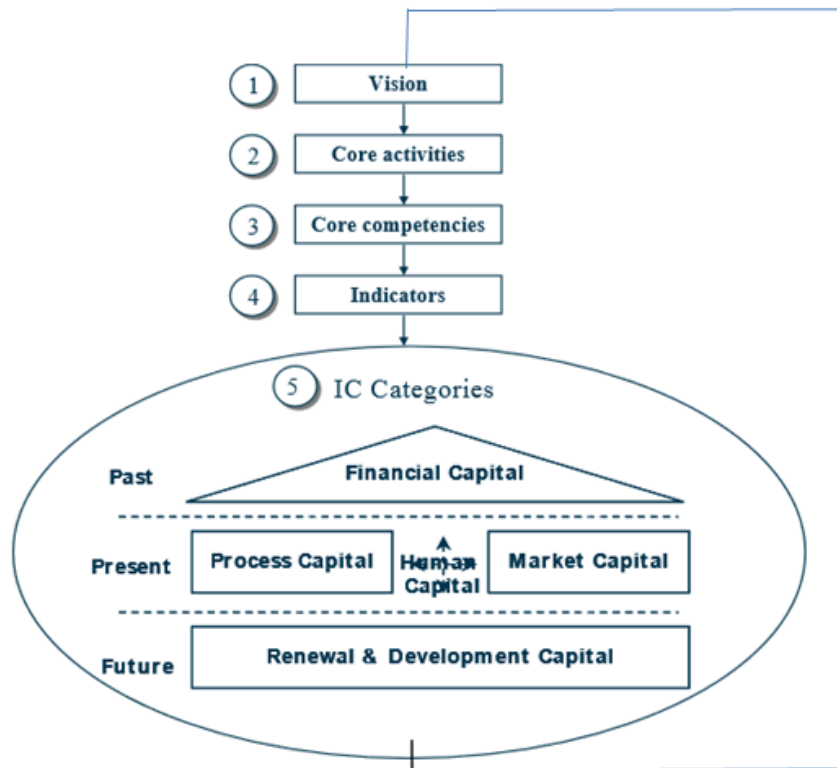 1
Vision
2
Core activities
3
Core competencies
4
Indicators
5 IC Categories
Past
Financial Capital
Present
Process Capital
Human
Capital
Market Capital
Future
Renewal & Development Capital